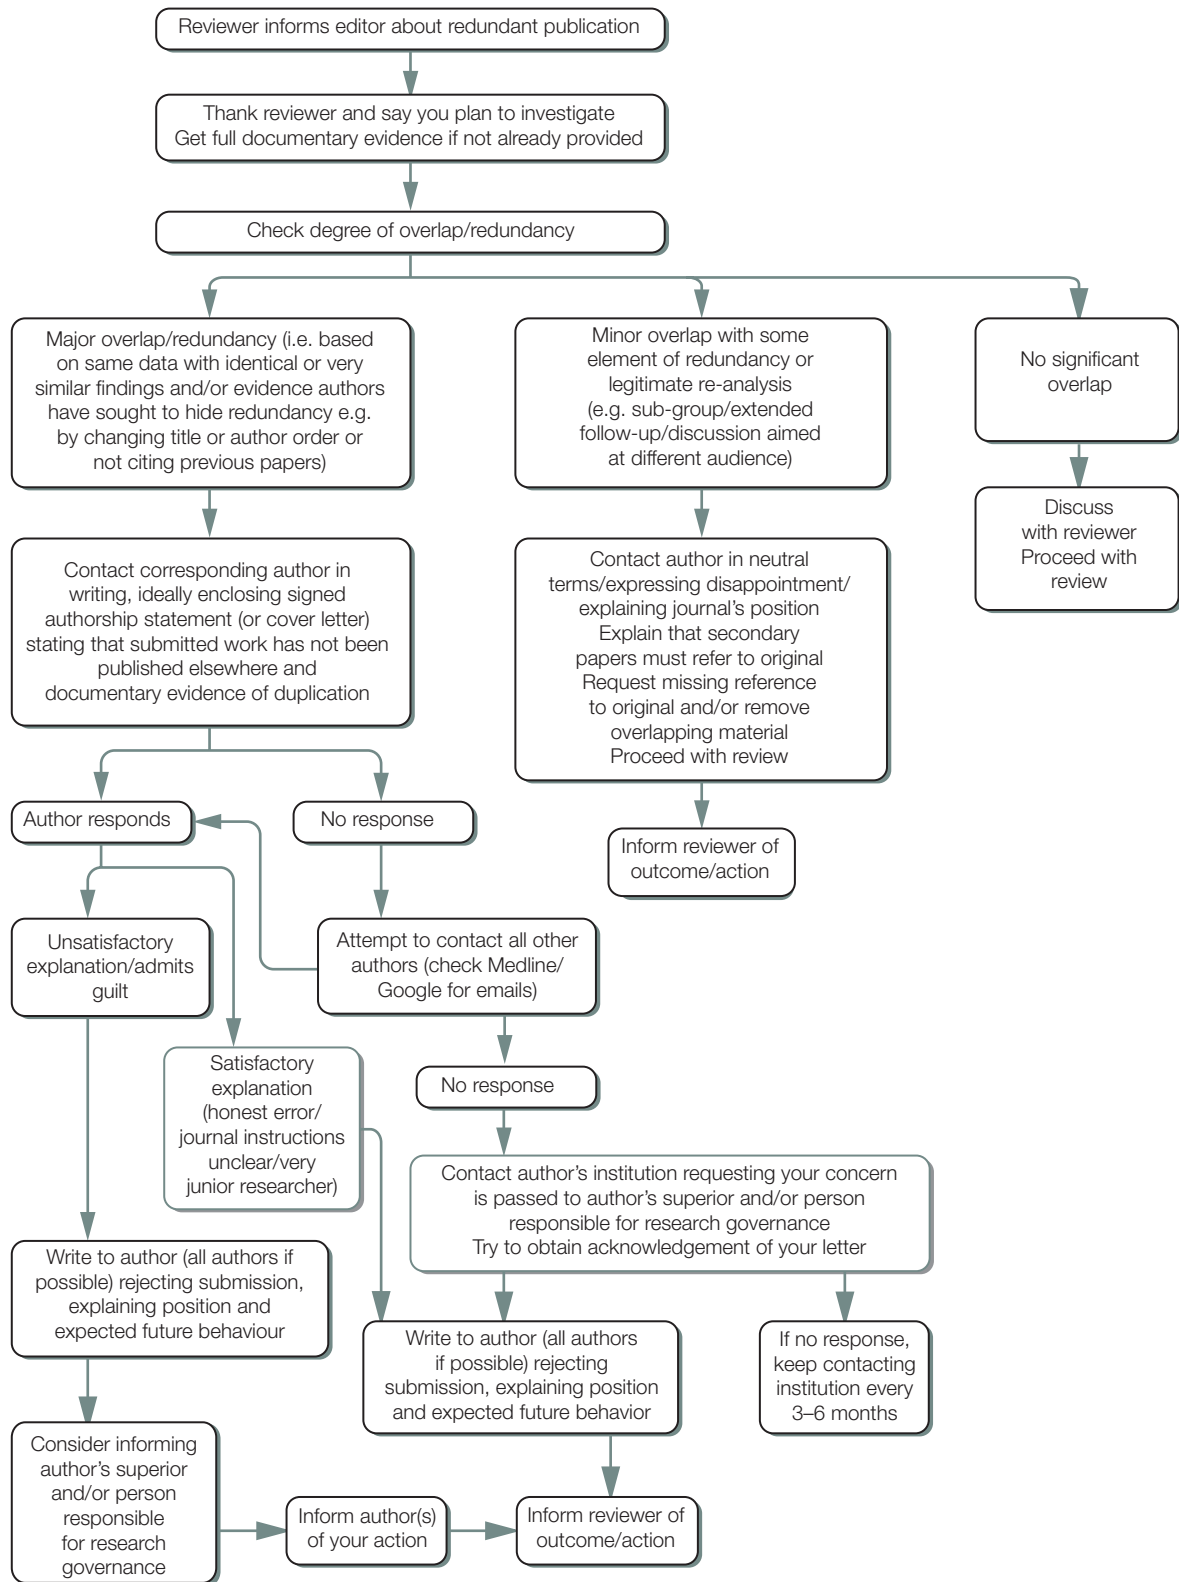 Reviewer informs editor about redundant publication
Thank reviewer and say you plan to investigate
Get full documentary evidence if not already provided
Check degree of overlap/redundancy
Major overlap/redundancy (i.e. based
on same data with identical or very
similar findings and/or evidence authors
have sought to hide redundancy e.g.
by changing title or author order or
not citing previous papers)
Minor overlap with some
element of redundancy or
legitimate re-analysis
(e.g. sub-group/extended
follow-up/discussion aimed
at different audience)
No significant
overlap
Discuss
with reviewer
Proceed with
review
Contact corresponding author in
writing, ideally enclosing signed
authorship statement (or cover letter)
stating that submitted work has not been
published elsewhere and
documentary evidence of duplication
Contact author in neutral
terms/expressing disappointment/
explaining journal's position
Explain that secondary
papers must refer to original
Request missing reference
to original and/or remove
overlapping material
Proceed with review
Author responds
No response
Inform reviewer of
outcome/action
Unsatisfactory
explanation/admits
guilt
Attempt to contact all other
authors (check Medline/
Google for emails)
Satisfactory
explanation
(honest error/
journal instructions
unclear/very
junior researcher)
No response
Contact author's institution requesting your concern
is passed to author's superior and/or person
responsible for research governance
Try to obtain acknowledgement of your letter
Write to author (all authors if
possible) rejecting submission,
explaining position and
expected future behaviour
Write to author (all authors
if possible) rejecting
submission, explaining position
and expected future behavior
If no response,
keep contacting
institution every
3–6 months
Consider informing
author's superior
and/or person
responsible
for research
governance
Inform author(s)
of your action
Inform reviewer of
outcome/action